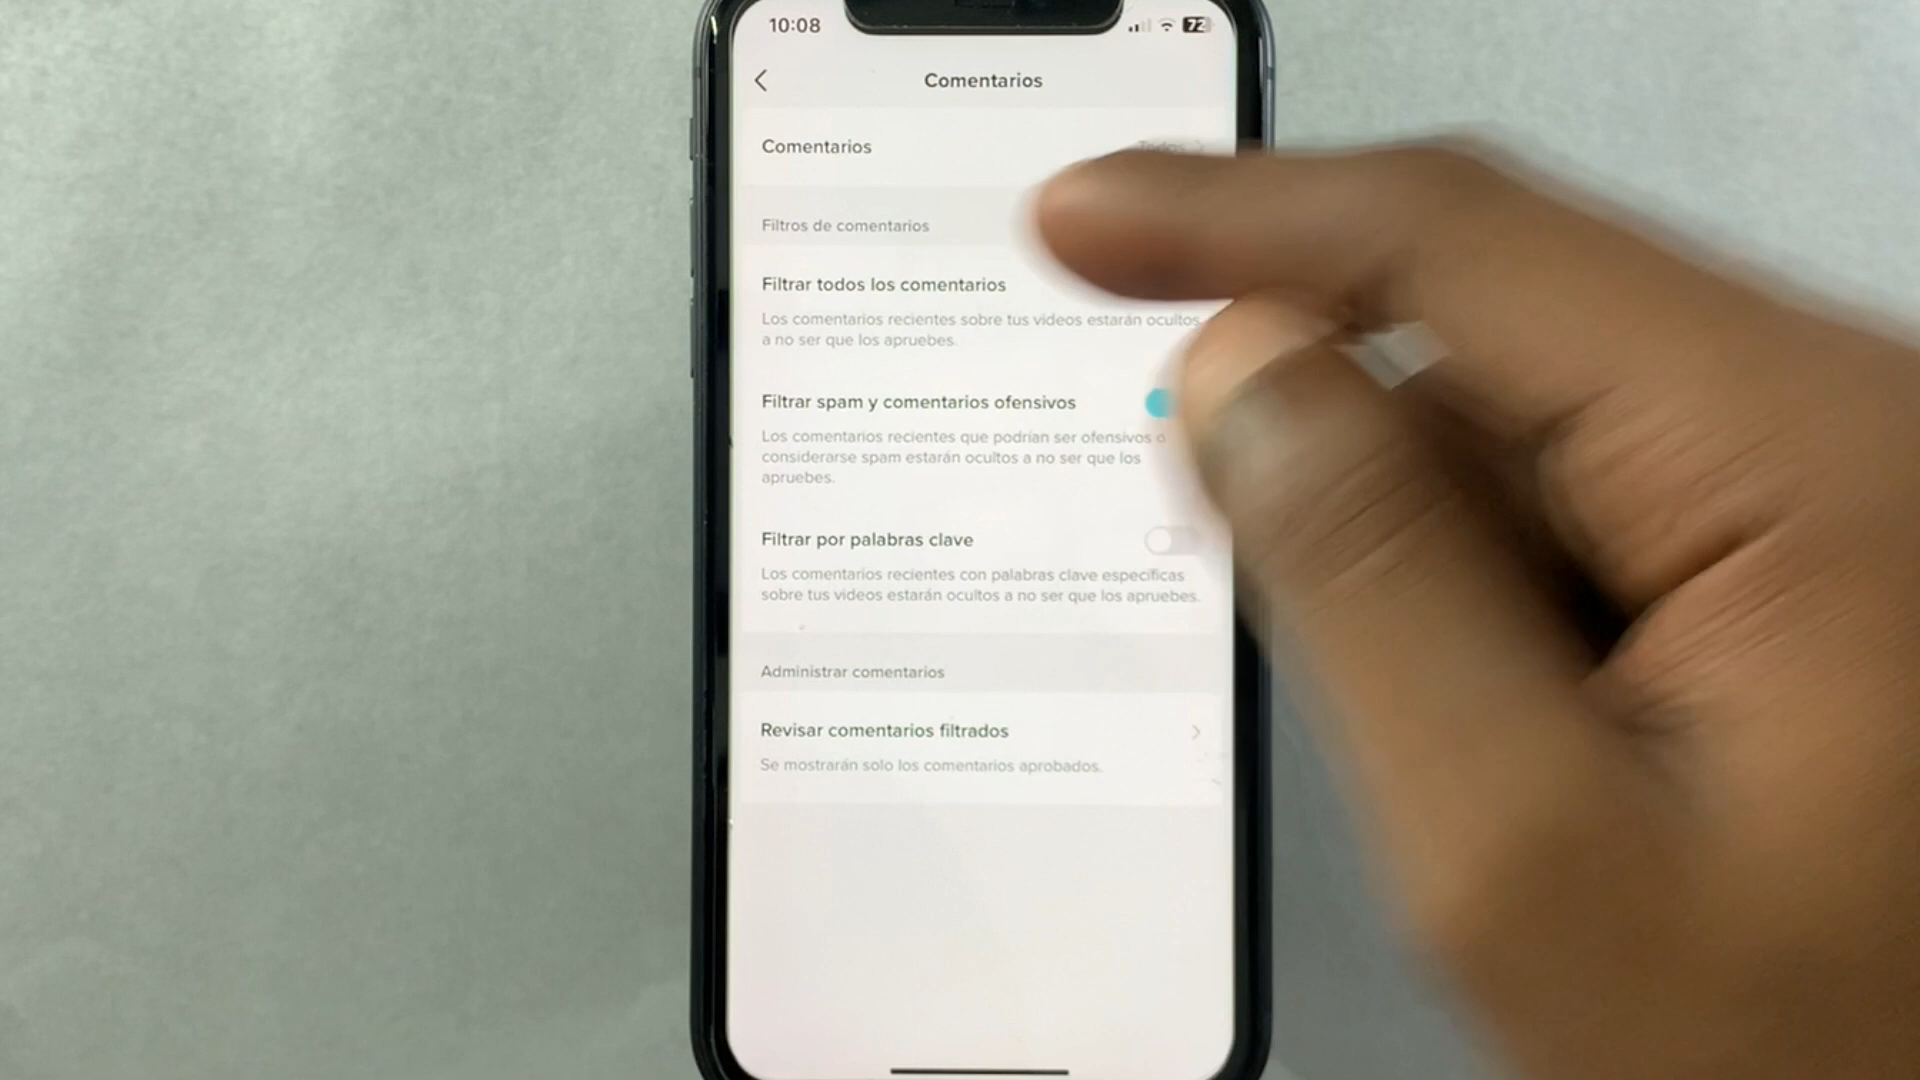 10:08
72
Comentarios
Comentarios Todos
Filtros de comentarios
Filtrar todos los comentarios
Los comentarios recientes sobre tus videos estarán ocultos
a no ser que los apruebes.
Filtrar spam y comentarios ofensivos
Los comentarios recientes que podrían ser ofensivos o
considerarse spam estarán ocultos a no ser que los
apruebes.
Filtrar por palabras clave
Los comentarios recientes con palabras clave específicas
sobre tus videos estarán ocultos a no ser que los apruebes.
Administrar comentarios
Revisar comentarios filtrados
Se mostrarán solo los comentarios aprobados.